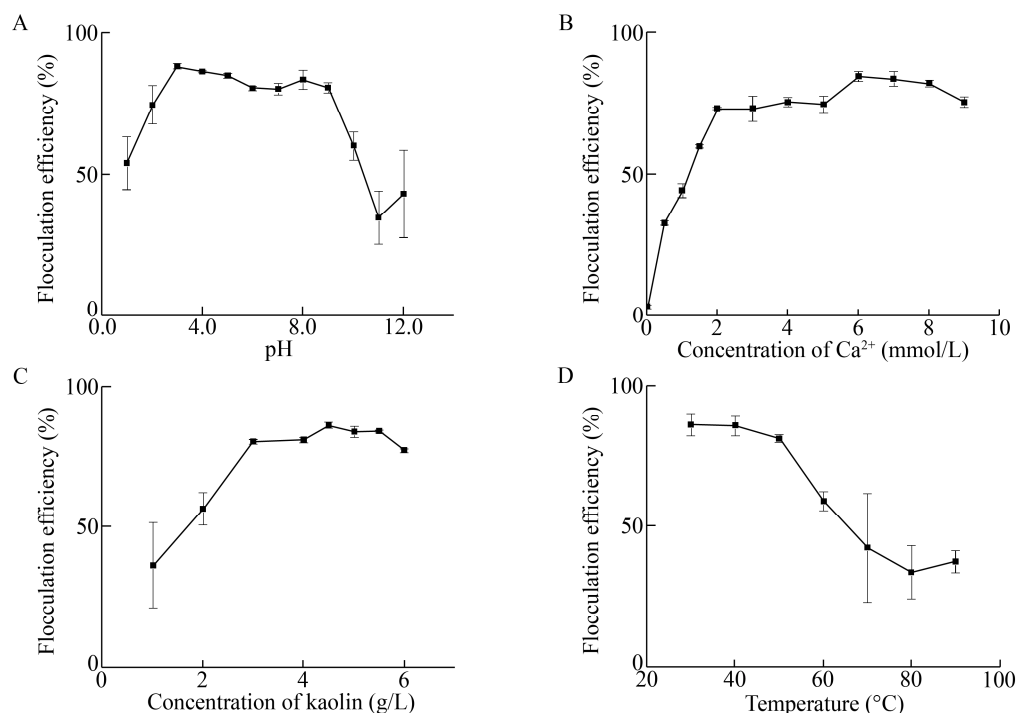 A
Flocculation efficiency (%)
100
50
0
0.0 4.0 8.0 12.0
pH
B
Flocculation efficiency (%)
100
50
0
0 2 4 6 8 10
Concentration of Ca²⁺ (mmol/L)
C
Flocculation efficiency (%)
100
50
0
0 2 4 6
Concentration of kaolin (g/L)
D
Flocculation efficiency (%)
100
50
0
20 40 60 80 100
Temperature (°C)